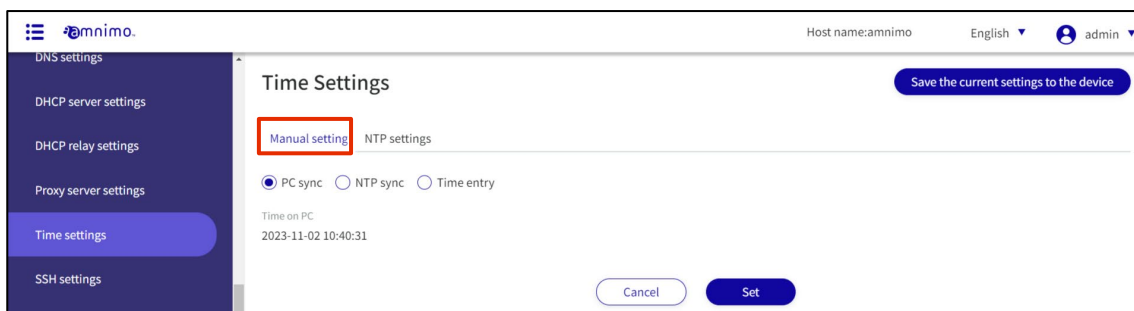 amnimo.
Host name:amnimo
English
admin
DNS settings
DHCP server settings
DHCP relay settings
Proxy server settings
Time settings
SSH settings
Time Settings
Save the current settings to the device
Manual setting NTP settings
PC sync NTP sync Time entry
Time on PC
2023-11-02 10:40:31
Cancel Set